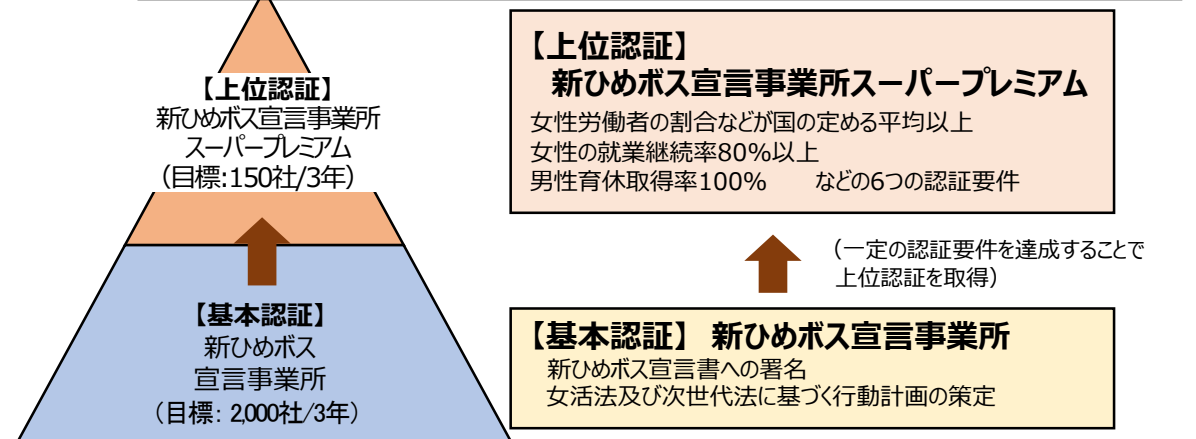 【上位認証】
新ひめボス宣言事業所
スーパープレミアム
(目標:150社/3年)
【基本認証】
新ひめボス
宣言事業所
(目標: 2,000社/3年)
【上位認証】
新ひめボス宣言事業所スーパープレミアム
女性労働者の割合などが国の定める平均以上
女性の就業継続率80%以上
男性育休取得率100%　　などの6つの認証要件
(一定の認証要件を達成することで
上位認証を取得)
【基本認証】 新ひめボス宣言事業所
新ひめボス宣言書への署名
女活法及び次世代法に基づく行動計画の策定